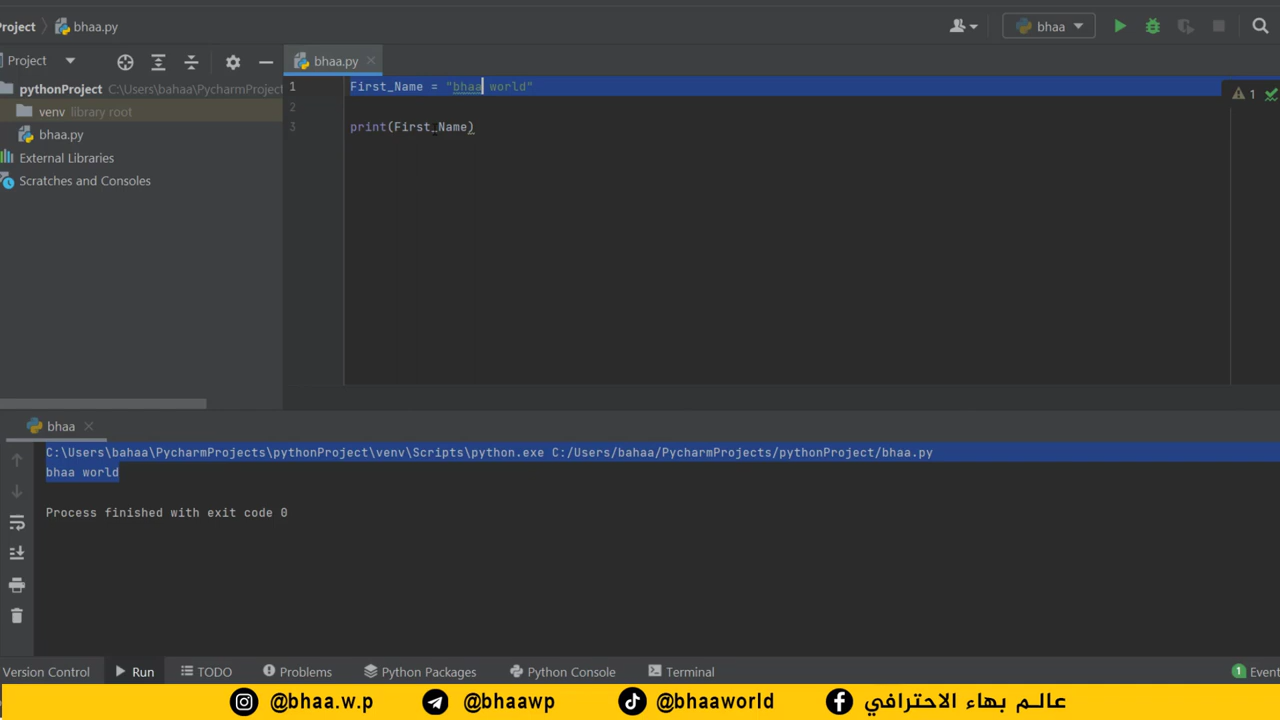 Project bhaa.py
bhaa
Project
bhaa.py
pythonProject C:\Users\bahaa\PycharmProject
venv library root
bhaa.py
External Libraries
Scratches and Consoles
1 First_Name = "bhaa world"
1
2
3 print(First_Name)
bhaa
C:\Users\bahaa\PycharmProjects\pythonProject\venv\Scripts\python.exe C:/Users/bahaa/PycharmProjects/pythonProject/bhaa.py
bhaa world
Process finished with exit code 0
Version Control Run TODO Problems Python Packages Python Console Terminal 1 Event
@bhaa.w.p @bhaawp @bhaaworld عالم بهاء الاحترافي